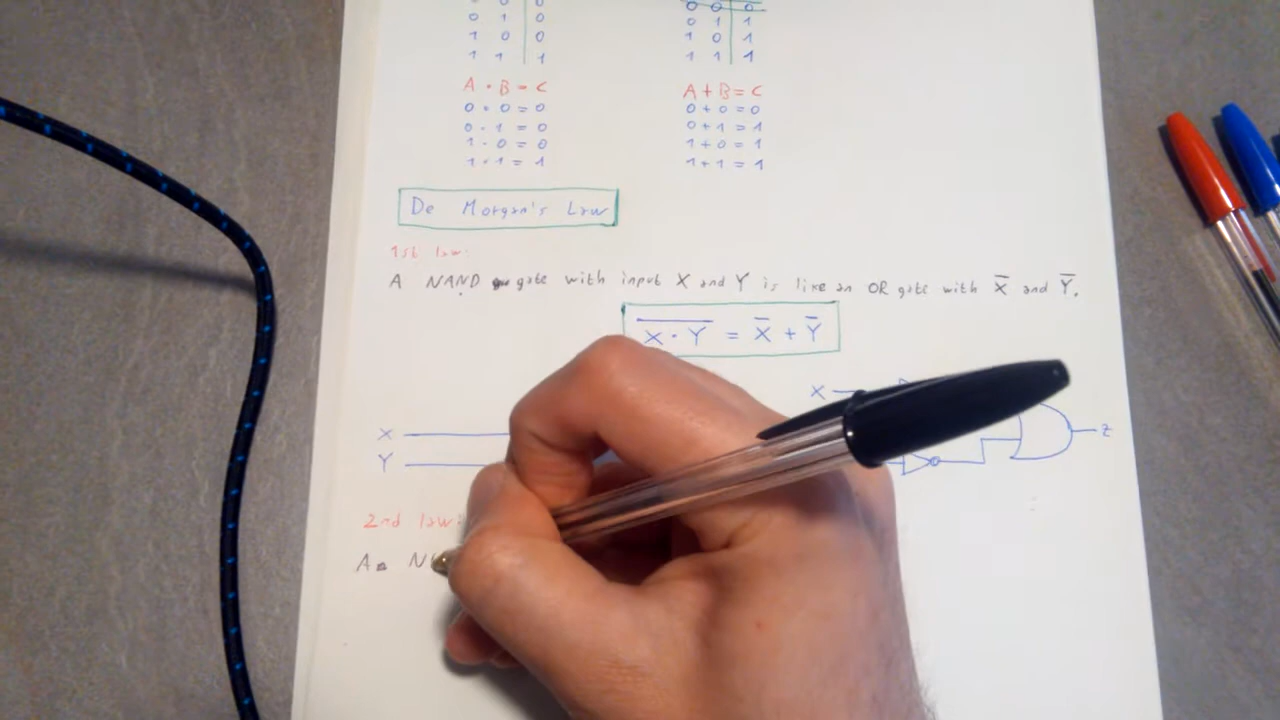 0 0 0
0 1 0 0 1 1
1 0 0 1 0 1
1 1 1 1 1 1
A · B = C A + B = C
0 · 0 = 0 0 + 0 = 0
0 · 1 = 0 0 + 1 = 1
1 · 0 = 0 1 + 0 = 1
1 · 1 = 1 1 + 1 = 1
De Morgan's Law
1st law:
A NAND gate with input X and Y is like an OR gate with X̅ and Y̅.
X̅ ̅·̅ ̅Y̅ = X̅ + Y̅
X
X Z
Y
2nd law:
A N